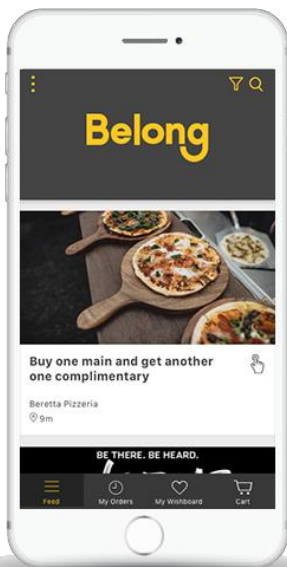 Belong
Buy one main and get another
one complimentary
Beretta Pizzeria
9m
BE THERE. BE HEARD.
Feed
My Orders
My Wishboard
Cart